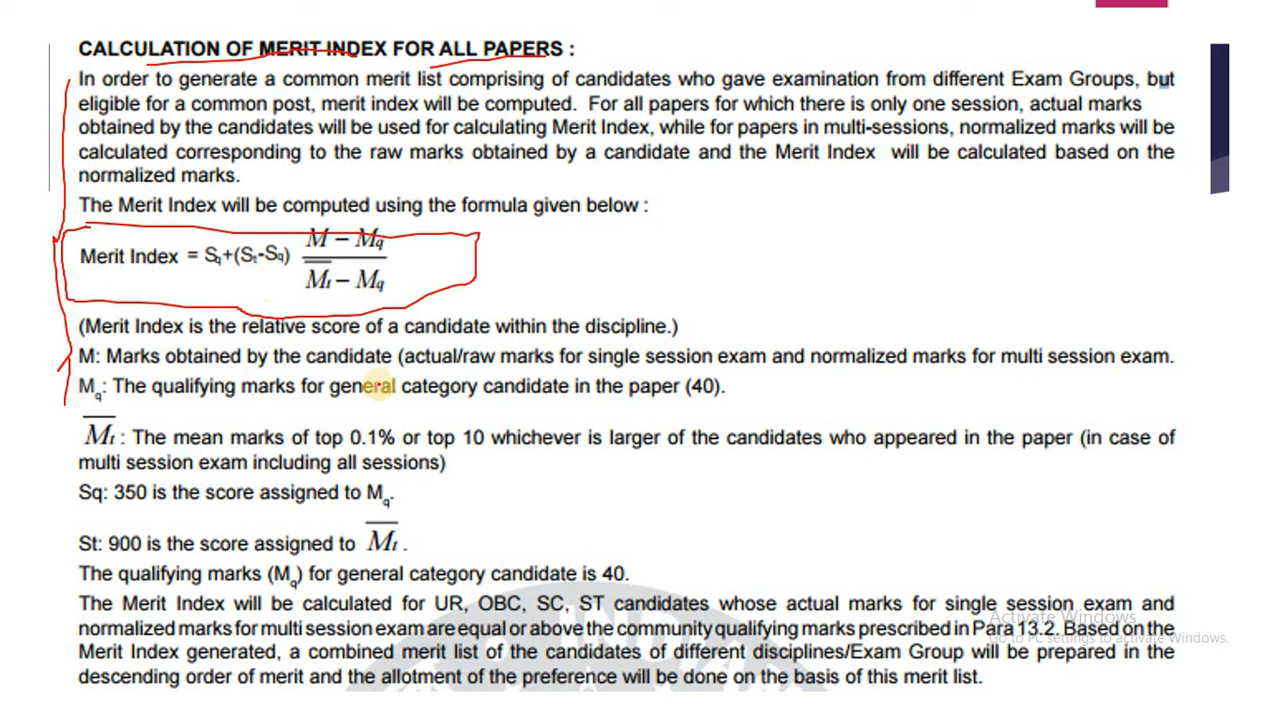 CALCULATION OF MERIT INDEX FOR ALL PAPERS :
In order to generate a common merit list comprising of candidates who gave examination from different Exam Groups, but
eligible for a common post, merit index will be computed. For all papers for which there is only one session, actual marks
obtained by the candidates will be used for calculating Merit Index, while for papers in multi-sessions, normalized marks will be
calculated corresponding to the raw marks obtained by a candidate and the Merit Index will be calculated based on the
normalized marks.
The Merit Index will be computed using the formula given below :
M – Mq
Merit Index = Sq+(St-Sq)
M̅t – Mq
(Merit Index is the relative score of a candidate within the discipline.)
M: Marks obtained by the candidate (actual/raw marks for single session exam and normalized marks for multi session exam.
Mq: The qualifying marks for general category candidate in the paper (40).
M̅t : The mean marks of top 0.1% or top 10 whichever is larger of the candidates who appeared in the paper (in case of
multi session exam including all sessions)
Sq: 350 is the score assigned to Mq.
St: 900 is the score assigned to M̅t .
The qualifying marks (Mq) for general category candidate is 40.
The Merit Index will be calculated for UR, OBC, SC, ST candidates whose actual marks for single session exam and
normalized marks for multi session exam are equal or above the community qualifying marks prescribed in Para 13.2. Based on the
Merit Index generated, a combined merit list of the candidates of different disciplines/Exam Group will be prepared in the
descending order of merit and the allotment of the preference will be done on the basis of this merit list.
Activate Windows
Go to PC settings to activate Windows.